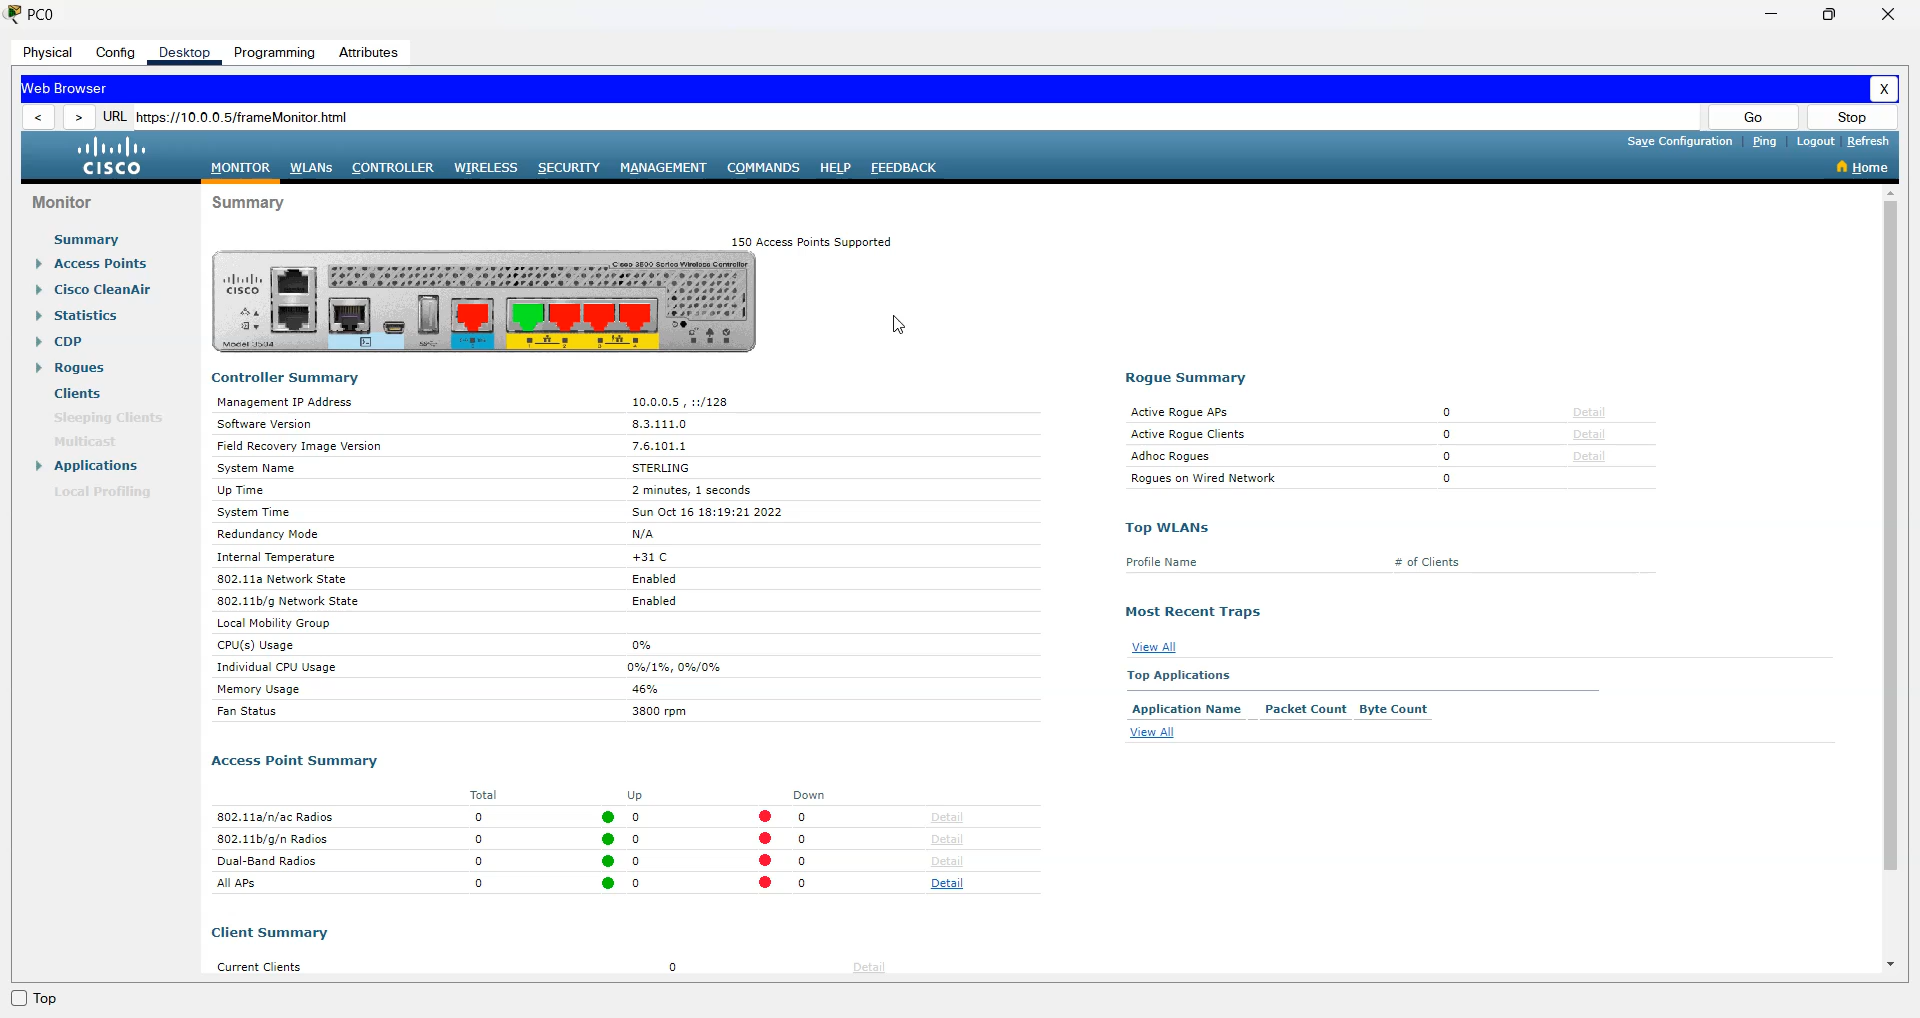 PC0
Physical Config Desktop Programming Attributes
Web Browser X
< > URL https://10.0.0.5/frameMonitor.html Go Stop
Save Configuration | Ping | Logout | Refresh
CISCO MONITOR WLANs CONTROLLER WIRELESS SECURITY MANAGEMENT COMMANDS HELP FEEDBACK Home
Monitor
Summary
Access Points
Cisco CleanAir
Statistics
CDP
Rogues
Clients
Sleeping Clients
Multicast
Applications
Local Profiling
Summary
150 Access Points Supported
Cisco 3500 Series Wireless Controller
CISCO
Model 3504
Controller Summary
Management IP Address 10.0.0.5 , ::/128
Software Version 8.3.111.0
Field Recovery Image Version 7.6.101.1
System Name STERLING
Up Time 2 minutes, 1 seconds
System Time Sun Oct 16 18:19:21 2022
Redundancy Mode N/A
Internal Temperature +31 C
802.11a Network State Enabled
802.11b/g Network State Enabled
Local Mobility Group
CPU(s) Usage 0%
Individual CPU Usage 0%/1%, 0%/0%
Memory Usage 46%
Fan Status 3800 rpm
Access Point Summary
Total Up Down
802.11a/n/ac Radios 0 0 0 Detail
802.11b/g/n Radios 0 0 0 Detail
Dual-Band Radios 0 0 0 Detail
All APs 0 0 0 Detail
Client Summary
Current Clients 0 Detail
Rogue Summary
Active Rogue APs 0 Detail
Active Rogue Clients 0 Detail
Adhoc Rogues 0 Detail
Rogues on Wired Network 0
Top WLANs
Profile Name # of Clients
Most Recent Traps
View All
Top Applications
Application Name Packet Count Byte Count
View All
Top